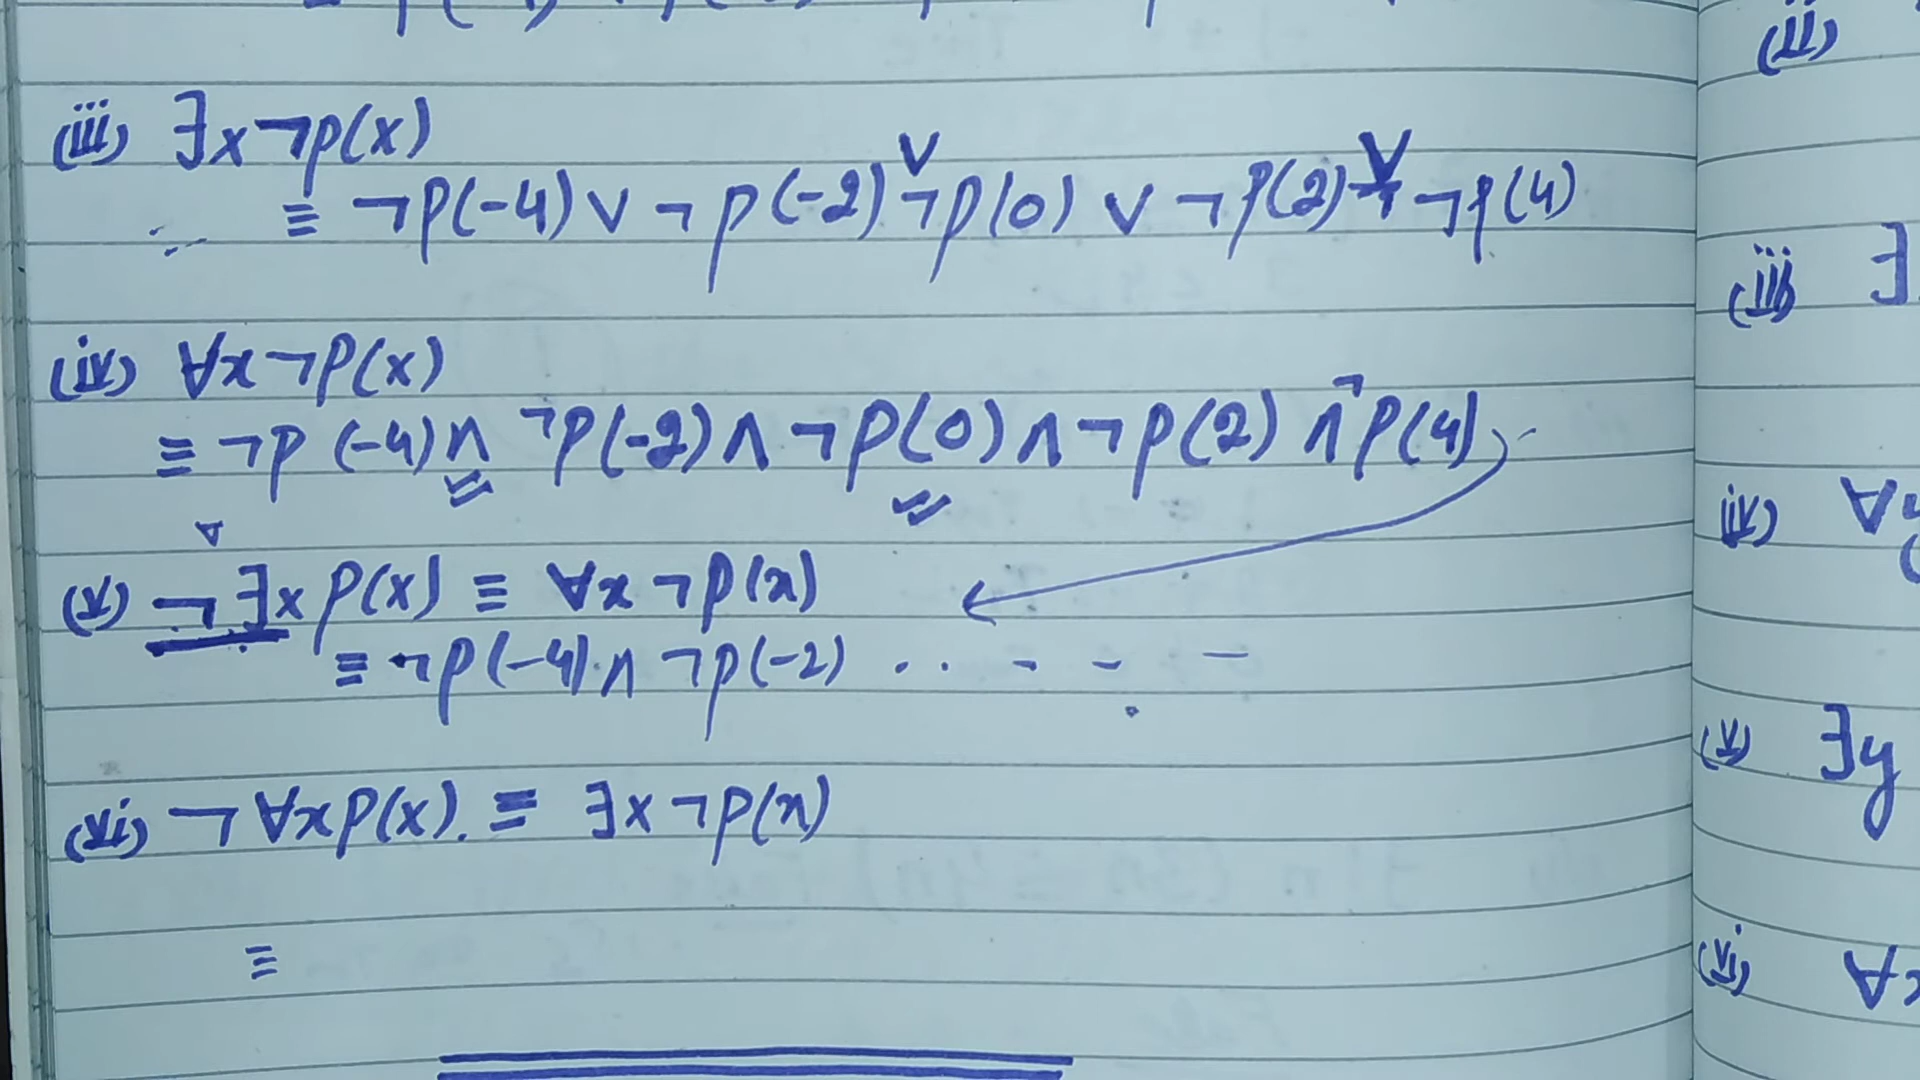 (iii) ∃x¬p(x)
≡ ¬p(-4) ∨ ¬p(-2) ∨ ¬p(0) ∨ ¬p(2) ∨ ¬p(4)
(iv) ∀x¬P(x)
≡ ¬p(-4) ∧ ¬p(-2) ∧ ¬p(0) ∧ ¬p(2) ∧ ¬p(4)
∀
(v) ¬∃x p(x) ≡ ∀x ¬p(x)
≡ ¬p(-4) ∧ ¬p(-2) . . . - - -
(vi) ¬∀x P(x). ≡ ∃x ¬p(x)
≡
(ii)
(iii) ∃
(iv) ∀y
(v) ∃y
(vi) ∀x